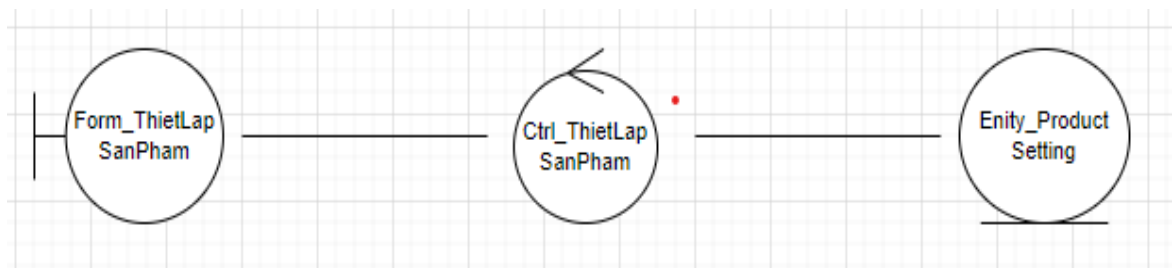 Form_ThietLap
SanPham
Ctrl_ThietLap
SanPham
Enity_Product
Setting